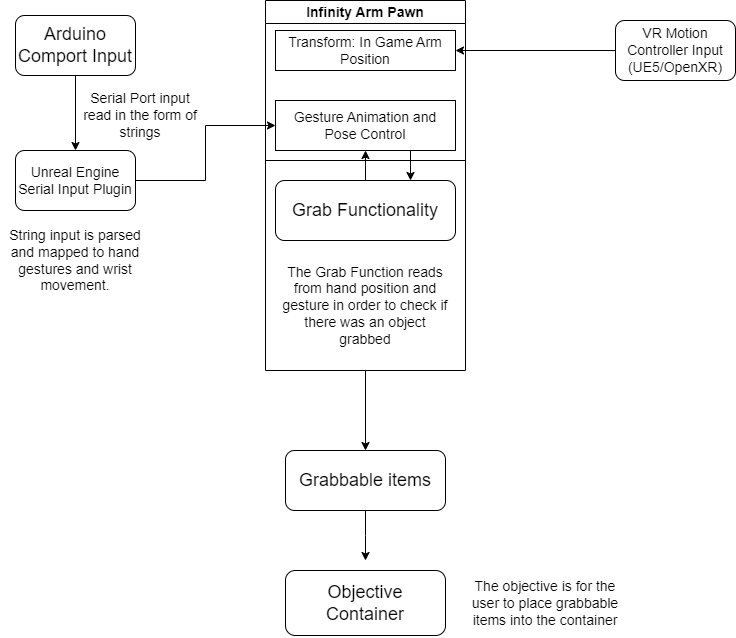 Infinity Arm Pawn
Arduino
Comport Input
Transform: In Game Arm
Position
VR Motion
Controller Input
(UE5/OpenXR)
Serial Port input
read in the form of
strings
Gesture Animation and
Pose Control
Unreal Engine
Serial Input Plugin
Grab Functionality
String input is parsed
and mapped to hand
gestures and wrist
movement.
The Grab Function reads
from hand position and
gesture in order to check if
there was an object
grabbed
Grabbable items
Objective
Container
The objective is for the
user to place grabbable
items into the container